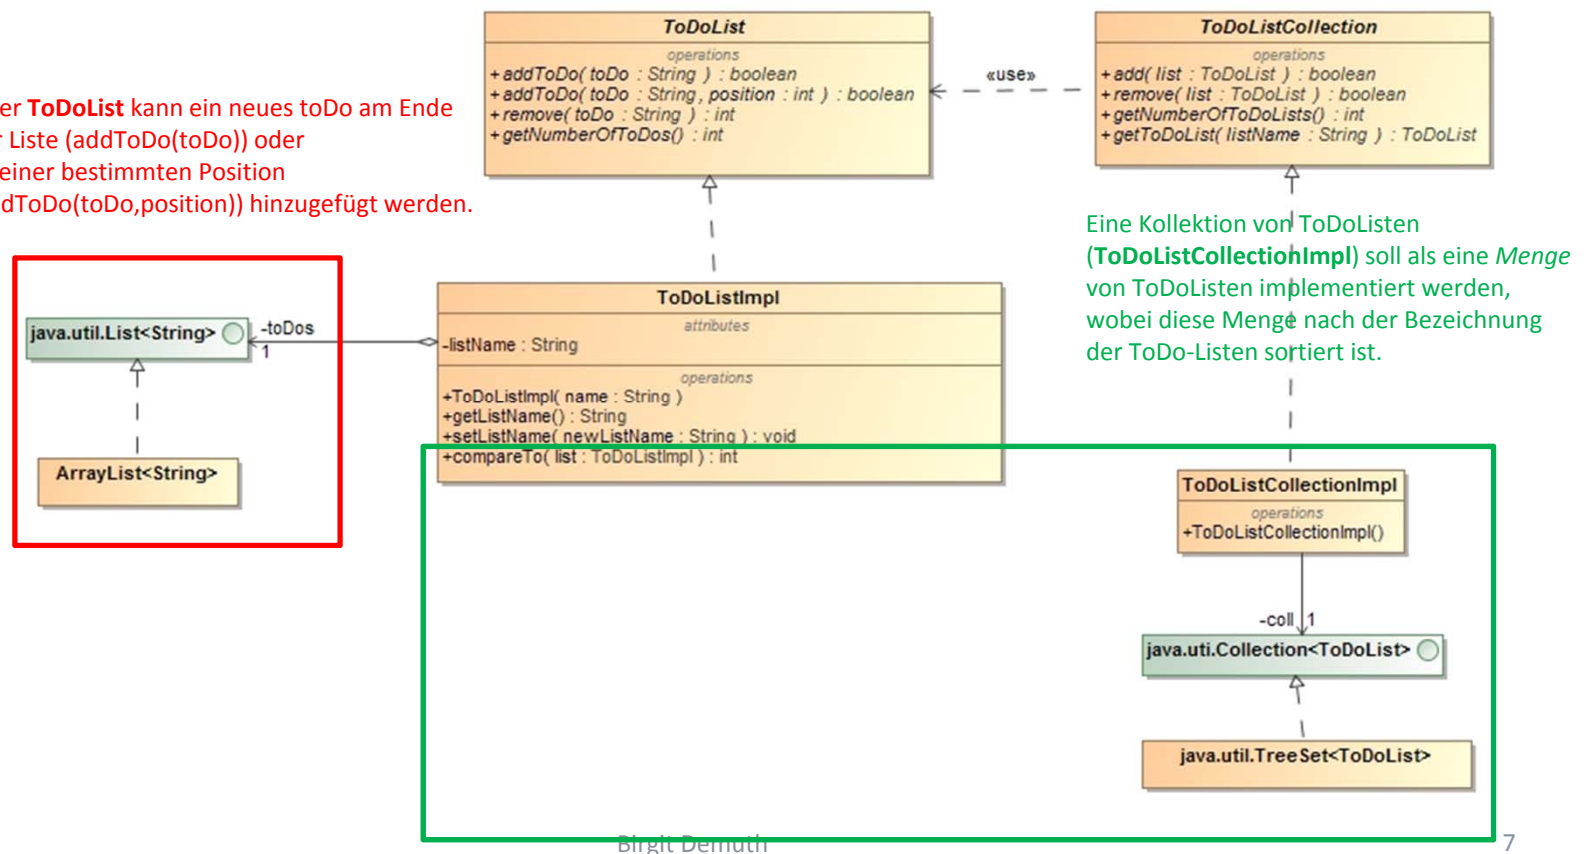 ToDoList
operations
+addToDo( toDo : String ) : boolean
+addToDo( toDo : String, position : int ) : boolean
+remove( toDo : String ) : int
+getNumberOfToDos() : int
«use»
ToDoListCollection
operations
+add( list : ToDoList ) : boolean
+remove( list : ToDoList ) : boolean
+getNumberOfToDoLists() : int
+getToDoList( listName : String ) : ToDoList
er ToDoList kann ein neues toDo am Ende
r Liste (addToDo(toDo)) oder
einer bestimmten Position
dToDo(toDo,position)) hinzugefügt werden.
Eine Kollektion von ToDoListen
(ToDoListCollectionImpl) soll als eine Menge
von ToDoListen implementiert werden,
wobei diese Menge nach der Bezeichnung
der ToDo-Listen sortiert ist.
java.util.List<String>
-toDos
1
ArrayList<String>
ToDoListImpl
attributes
-listName : String
operations
+ToDoListImpl( name : String )
+getListName() : String
+setListName( newListName : String ) : void
+compareTo( list : ToDoListImpl ) : int
ToDoListCollectionImpl
operations
+ToDoListCollectionImpl()
-coll 1
java.uti.Collection<ToDoList>
java.util.TreeSet<ToDoList>
Birgit Demuth
7